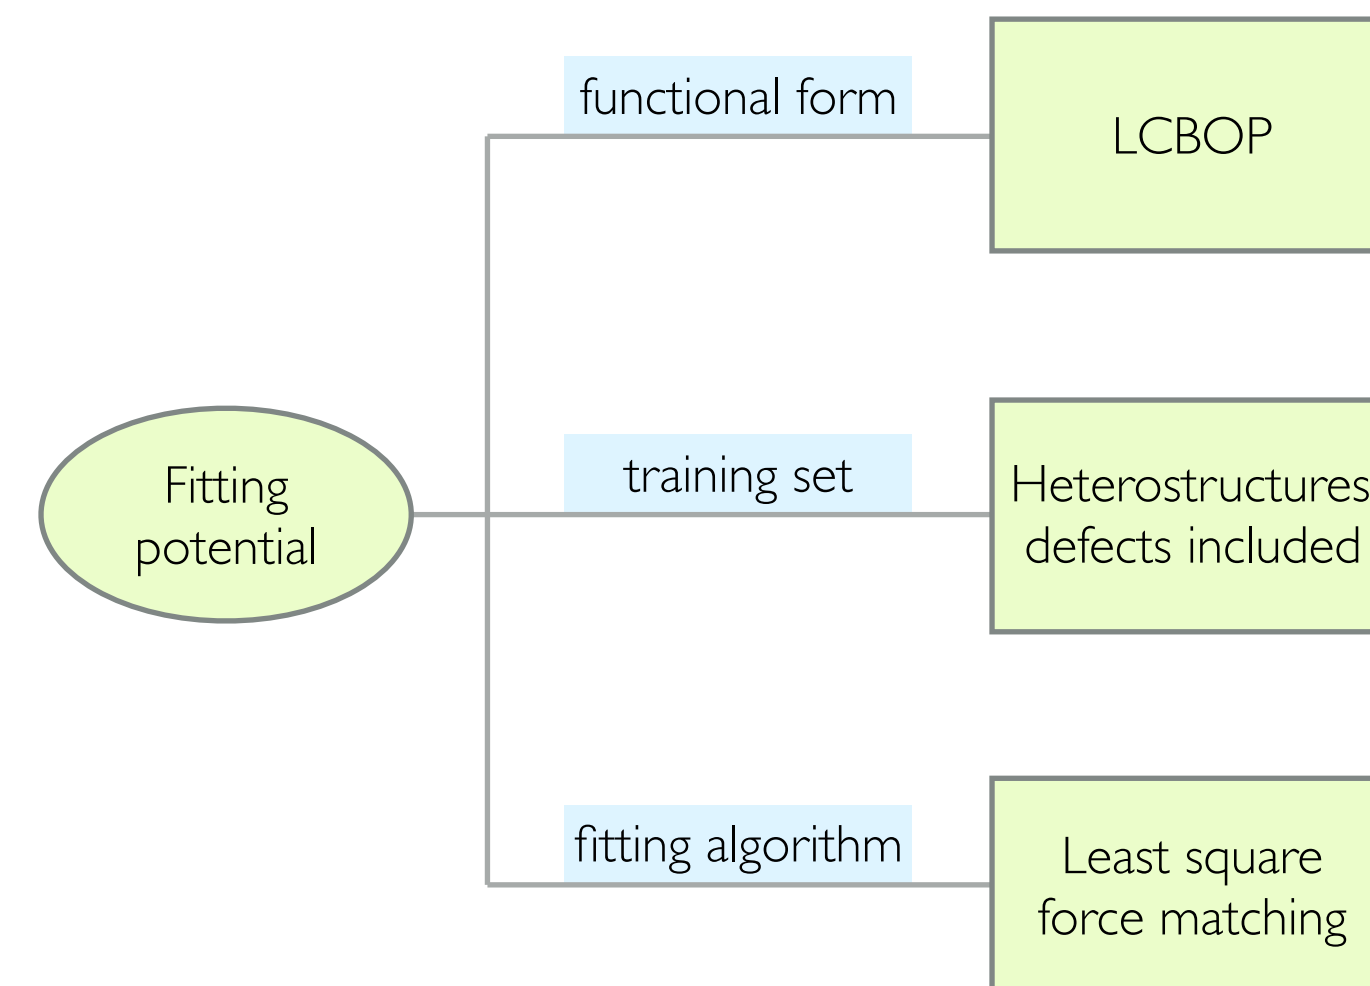 functional form
LCBOP
Fitting
potential
training set
Heterostructures
defects included
fitting algorithm
Least square
force matching